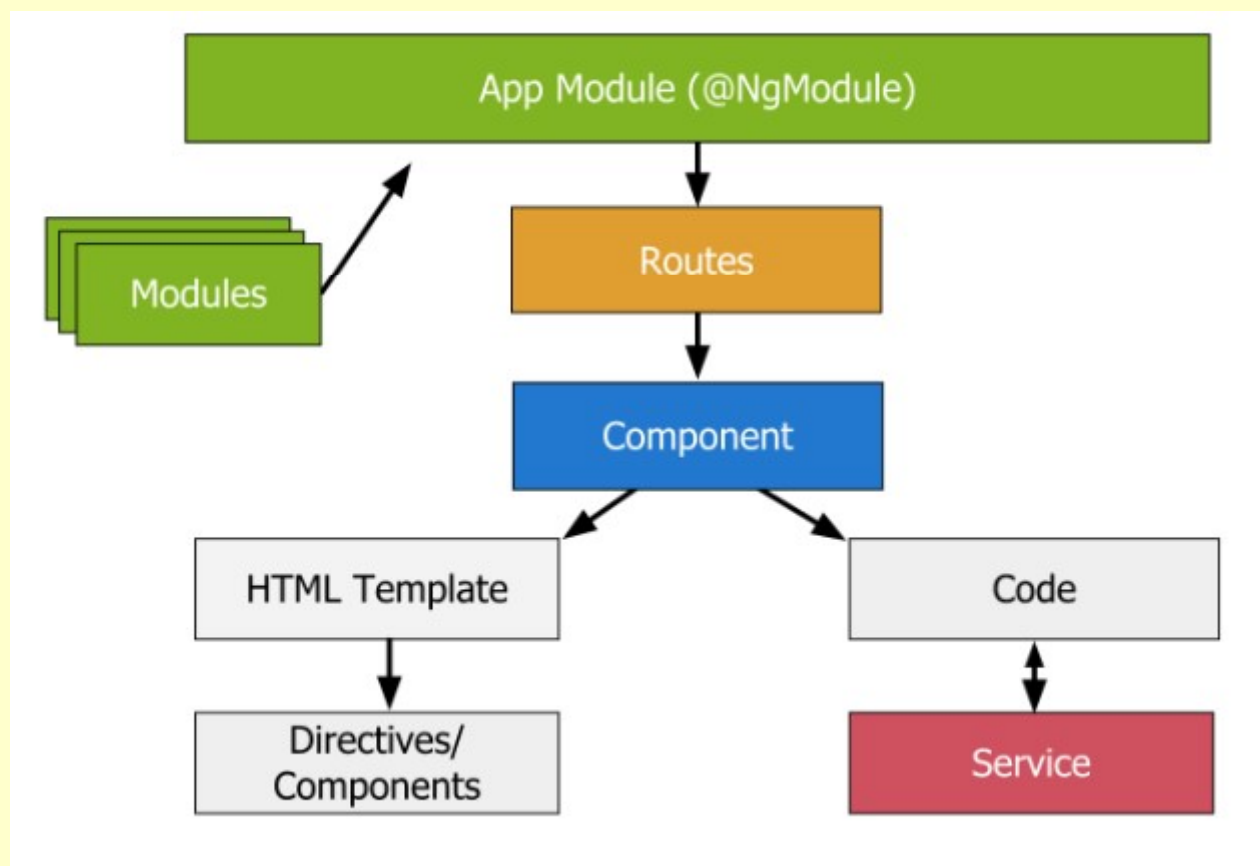 App Module (@NgModule)
Modules
Routes
Component
HTML Template
Code
Directives/
Components
Service